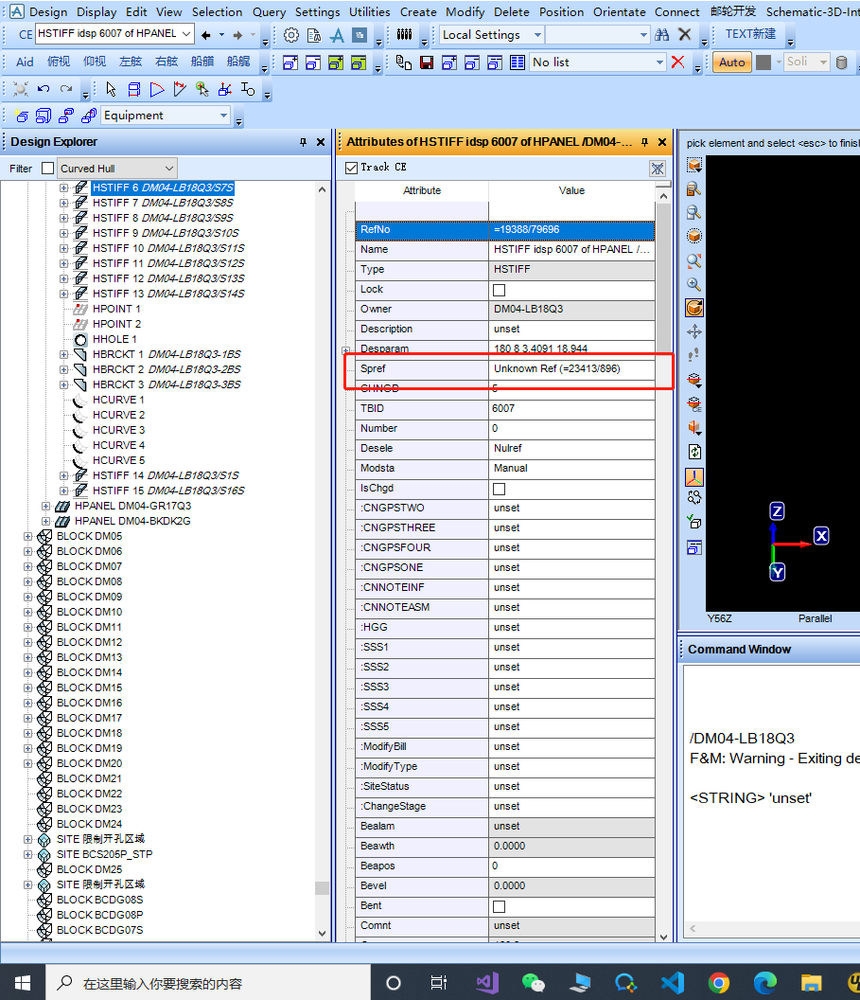 Design Display Edit View Selection Query Settings Utilities Create Modify Delete Position Orientate Connect 邮轮开发 Schematic-3D-Int
CE HSTIFF idsp 6007 of HPANEL Local Settings TEXT新建
Aid 俯视 仰视 左舷 右舷 船艏 船艉 No list Auto Soli
Equipment
Design Explorer
Filter Curved Hull
HSTIFF 6 DM04-LB18Q3/S7S
HSTIFF 7 DM04-LB18Q3/S8S
HSTIFF 8 DM04-LB18Q3/S9S
HSTIFF 9 DM04-LB18Q3/S10S
HSTIFF 10 DM04-LB18Q3/S11S
HSTIFF 11 DM04-LB18Q3/S12S
HSTIFF 12 DM04-LB18Q3/S13S
HSTIFF 13 DM04-LB18Q3/S14S
HPOINT 1
HPOINT 2
HHOLE 1
HBRCKT 1 DM04-LB18Q3-1BS
HBRCKT 2 DM04-LB18Q3-2BS
HBRCKT 3 DM04-LB18Q3-3BS
HCURVE 1
HCURVE 2
HCURVE 3
HCURVE 4
HCURVE 5
HSTIFF 14 DM04-LB18Q3/S1S
HSTIFF 15 DM04-LB18Q3/S16S
HPANEL DM04-GR17Q3
HPANEL DM04-BKDK2G
BLOCK DM05
BLOCK DM06
BLOCK DM07
BLOCK DM08
BLOCK DM09
BLOCK DM10
BLOCK DM11
BLOCK DM12
BLOCK DM13
BLOCK DM14
BLOCK DM15
BLOCK DM16
BLOCK DM17
BLOCK DM18
BLOCK DM19
BLOCK DM20
BLOCK DM21
BLOCK DM22
BLOCK DM23
BLOCK DM24
SITE 限制开孔区域
SITE BCS205P_STP
BLOCK DM25
SITE 限制开孔区域
BLOCK BCDG08S
BLOCK BCDG08P
BLOCK BCDG07S
Attributes of HSTIFF idsp 6007 of HPANEL /DM04-...
Track CE
Attribute Value
RefNo =19388/79696
Name HSTIFF idsp 6007 of HPANEL /...
Type HSTIFF
Lock
Owner DM04-LB18Q3
Description unset
Desparam 180 8 3.4091 18.944
Spref Unknown Ref (=23413/896)
CHNGD 5
TBID 6007
Number 0
Desele Nulref
Modsta Manual
IsChgd
:CNGPSTWO unset
:CNGPSTHREE unset
:CNGPSFOUR unset
:CNGPSONE unset
:CNNOTEINF unset
:CNNOTEASM unset
:HGG unset
:SSS1 unset
:SSS2 unset
:SSS3 unset
:SSS4 unset
:SSS5 unset
:ModifyBill unset
:ModifyType unset
:SiteStatus unset
:ChangeStage unset
Bealam unset
Beawth 0.0000
Beapos 0
Bevel 0.0000
Bent
Comnt unset
pick element and select <esc> to finis
CE
Z
X
Y
Y56Z Parallel
Command Window
/DM04-LB18Q3
F&M: Warning - Exiting de
<STRING> 'unset'
在这里输入你要搜索的内容